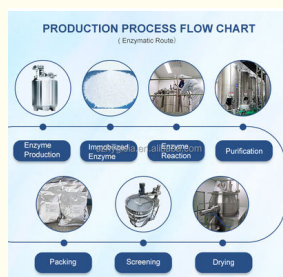 PRODUCTION PROCESS FLOW CHART
( Enzymatic Route)
Enzyme
Production
Immobilized
Enzyme
Enzyme
Reaction
Purification
Packing
Screening
Drying